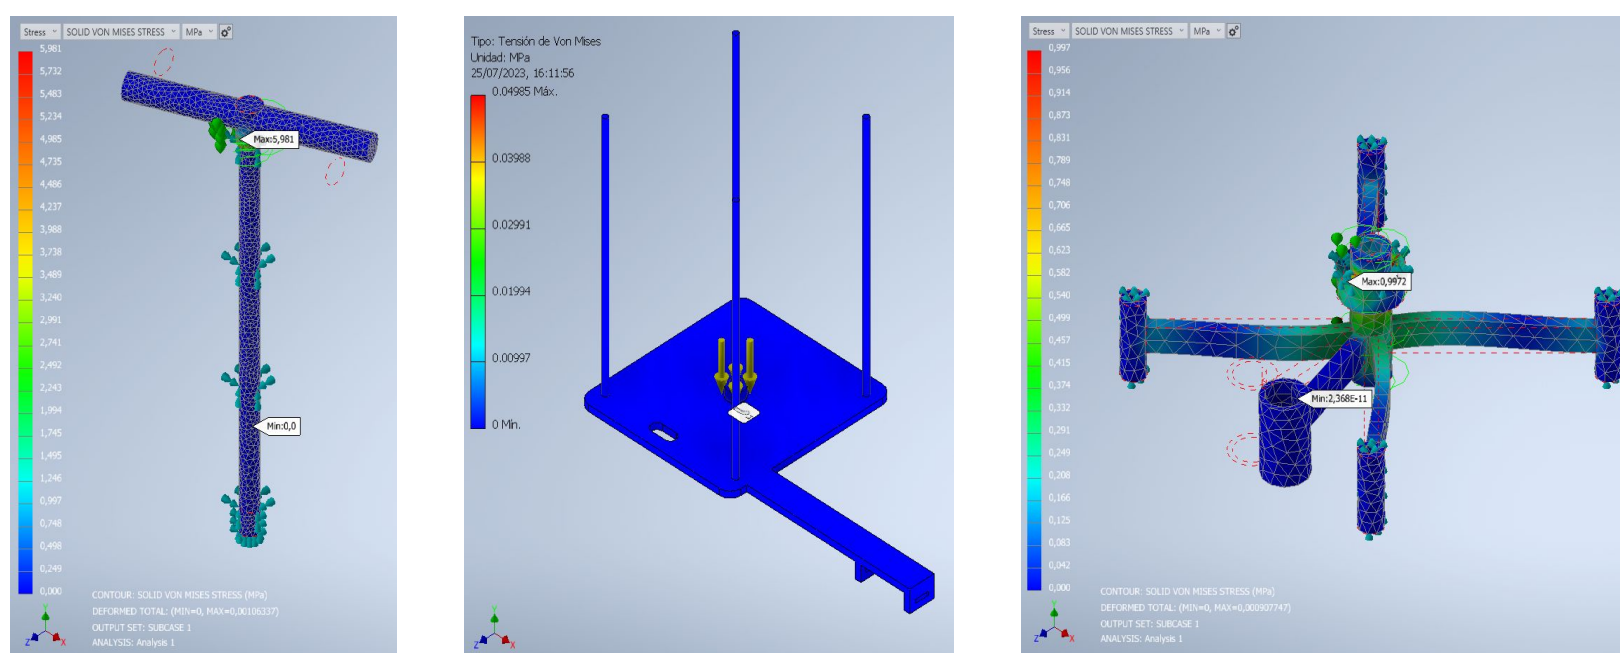 Stress SOLID VON MISES STRESS MPa
5,981
5,732
5,483
5,234
4,985
4,735
4,486
4,237
3,988
3,738
3,489
3,240
2,991
2,741
2,492
2,243
1,994
1,745
1,495
1,246
0,997
0,748
0,498
0,249
0,000
Max:5,981
Min:0,0
CONTOUR: SOLID VON MISES STRESS (MPa)
DEFORMED TOTAL: (MIN=0, MAX=0,00106337)
OUTPUT SET: SUBCASE 1
ANALYSIS: Analysis 1
Y
Z
X
Tipo: Tensión de Von Mises
Unidad: MPa
25/07/2023, 16:11:56
0.04985 Máx.
0.03988
0.02991
0.01994
0.00997
0 Mín.
Y
Z
X
Stress SOLID VON MISES STRESS MPa
0,997
0,956
0,914
0,873
0,831
0,789
0,748
0,706
0,665
0,623
0,582
0,540
0,499
0,457
0,415
0,374
0,332
0,291
0,249
0,208
0,166
0,125
0,083
0,042
0,000
Max:0,9972
Min:2,368E-11
CONTOUR: SOLID VON MISES STRESS (MPa)
DEFORMED TOTAL: (MIN=0, MAX=0,000907747)
OUTPUT SET: SUBCASE 1
ANALYSIS: Analysis 1
Y
Z
X